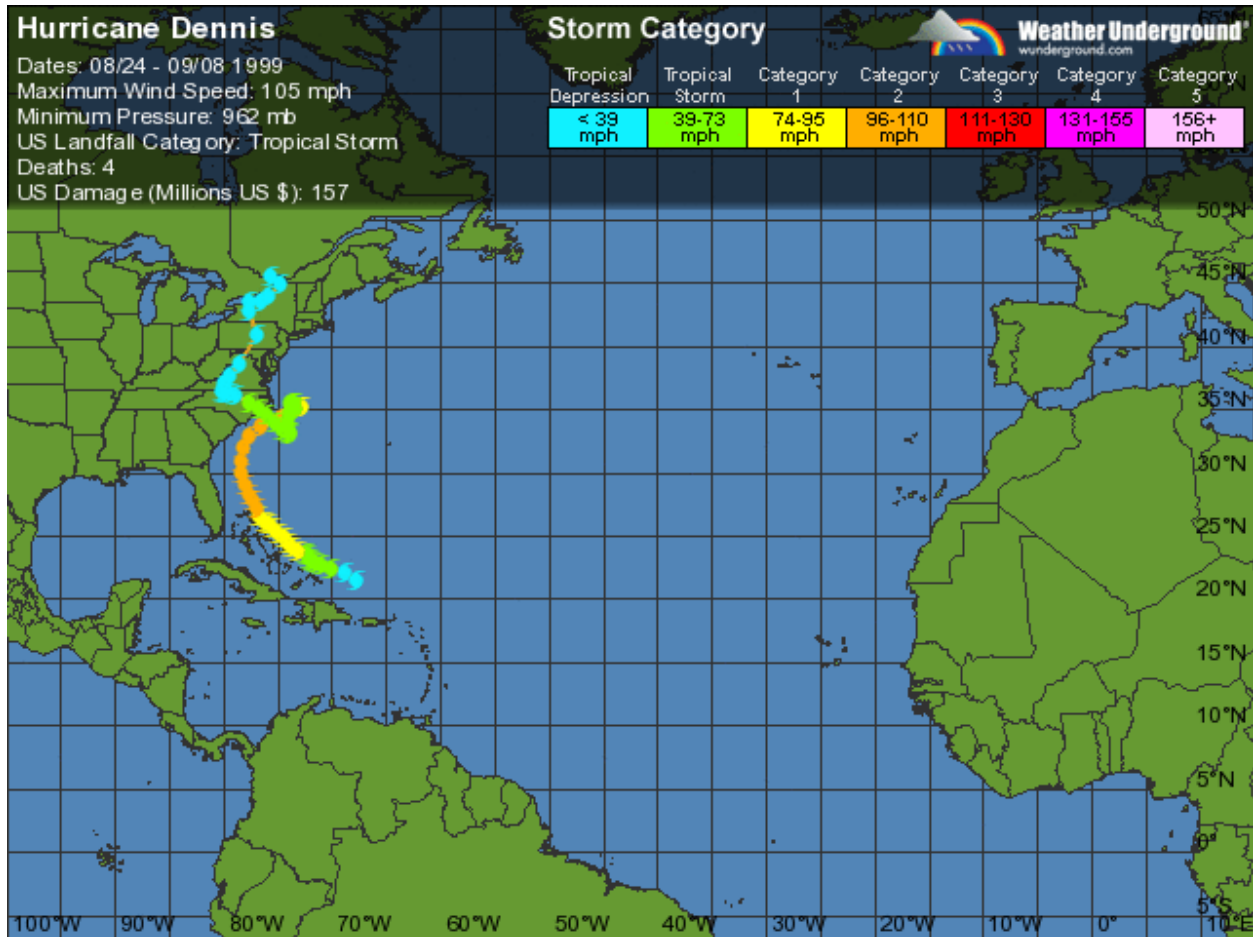 Hurricane Dennis
Dates: 08/24 - 09/08 1999
Maximum Wind Speed: 105 mph
Minimum Pressure: 962 mb
US Landfall Category: Tropical Storm
Deaths: 4
US Damage (Millions US $): 157
Storm Category
Weather Underground
wunderground.com
Tropical Depression
< 39 mph
Tropical Storm
39-73 mph
Category 1
74-95 mph
Category 2
96-110 mph
Category 3
111-130 mph
Category 4
131-155 mph
Category 5
156+ mph
65°N
50°N
45°N
40°N
35°N
30°N
25°N
20°N
15°N
10°N
5°N
0°
5°S
100°W 90°W 80°W 70°W 60°W 50°W 40°W 30°W 20°W 10°W 0° 10°E